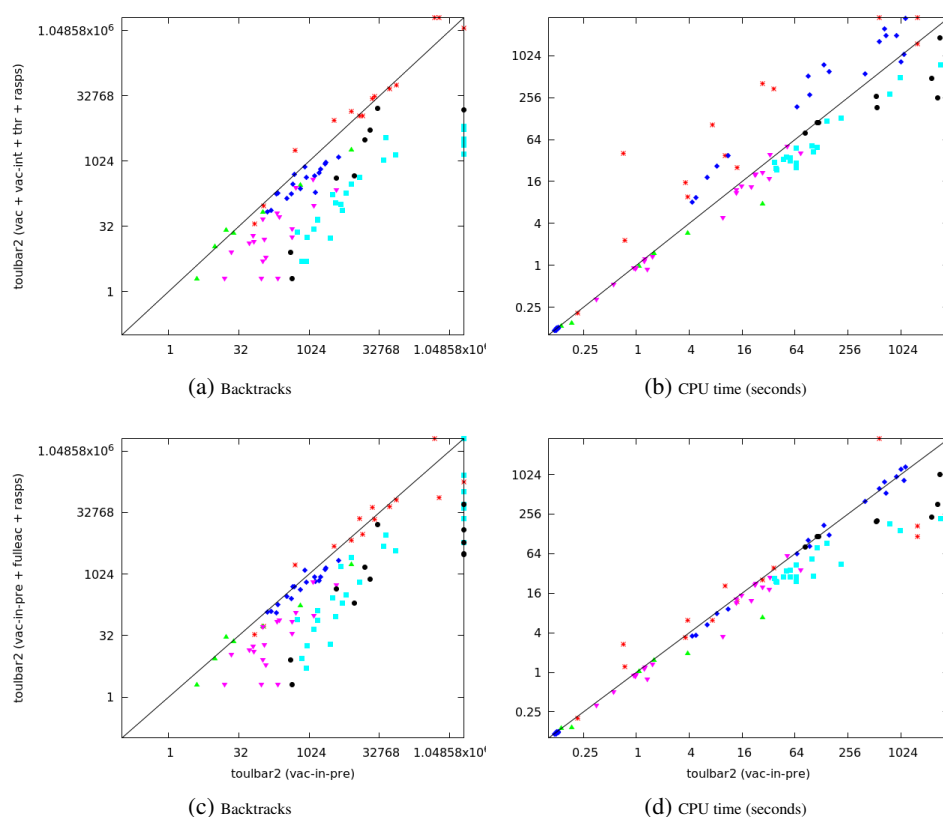 1.04858x10⁶
32768
1024
32
1
1 32 1024 32768 1.04858x10⁶
toulbar2 (vac + vac-int + thr + rasps)
(a) Backtracks
1024
256
64
16
4
1
0.25
0.25 1 4 16 64 256 1024
(b) CPU time (seconds)
1.04858x10⁶
32768
1024
32
1
1 32 1024 32768 1.04858x10⁶
toulbar2 (vac-in-pre + fulleac + rasps)
toulbar2 (vac-in-pre)
(c) Backtracks
1024
256
64
16
4
1
0.25
0.25 1 4 16 64 256 1024
toulbar2 (vac-in-pre)
(d) CPU time (seconds)